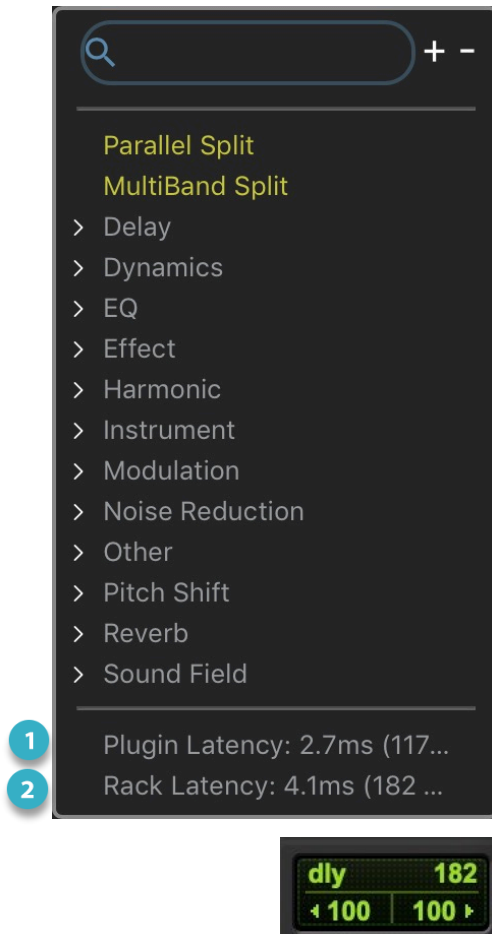 + -
Parallel Split
MultiBand Split
Delay
Dynamics
EQ
Effect
Harmonic
Instrument
Modulation
Noise Reduction
Other
Pitch Shift
Reverb
Sound Field
1 Plugin Latency: 2.7ms (117...
2 Rack Latency: 4.1ms (182 ...
dly 182
100 100